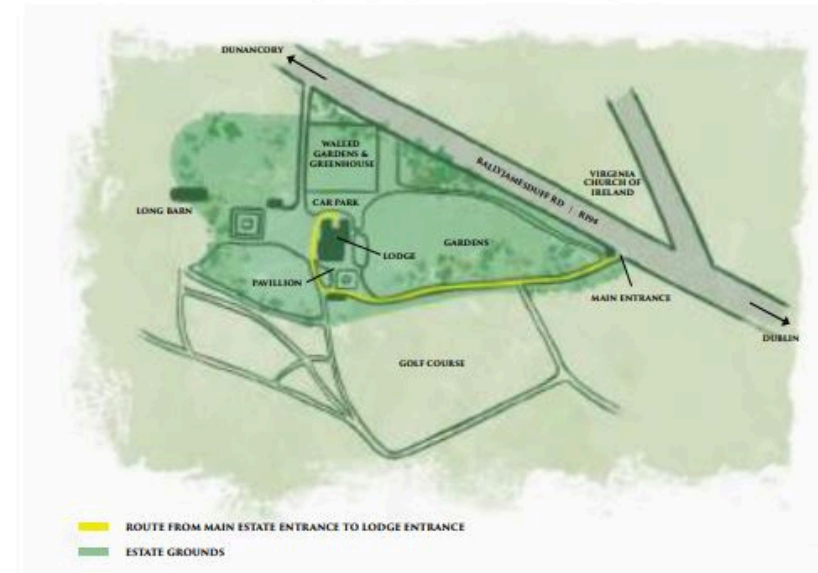 DUNANCORY
WALLED
GARDENS &
GREENHOUSE
BALLYJAMESDUFF RD | R194
VIRGINIA
CHURCH OF
IRELAND
LONG BARN
CAR PARK
GARDENS
LODGE
PAVILLION
MAIN ENTRANCE
DUBLIN
GOLF COURSE
ROUTE FROM MAIN ESTATE ENTRANCE TO LODGE ENTRANCE
ESTATE GROUNDS